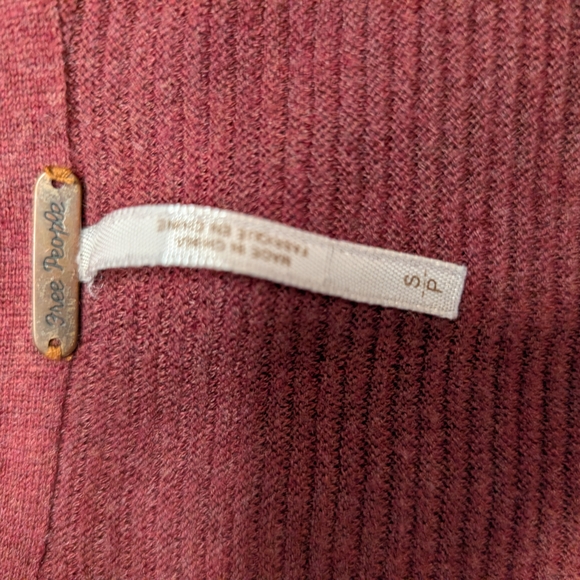 Free People
S
P
MADE IN CHINA
FABRIQUÉ EN CHINE